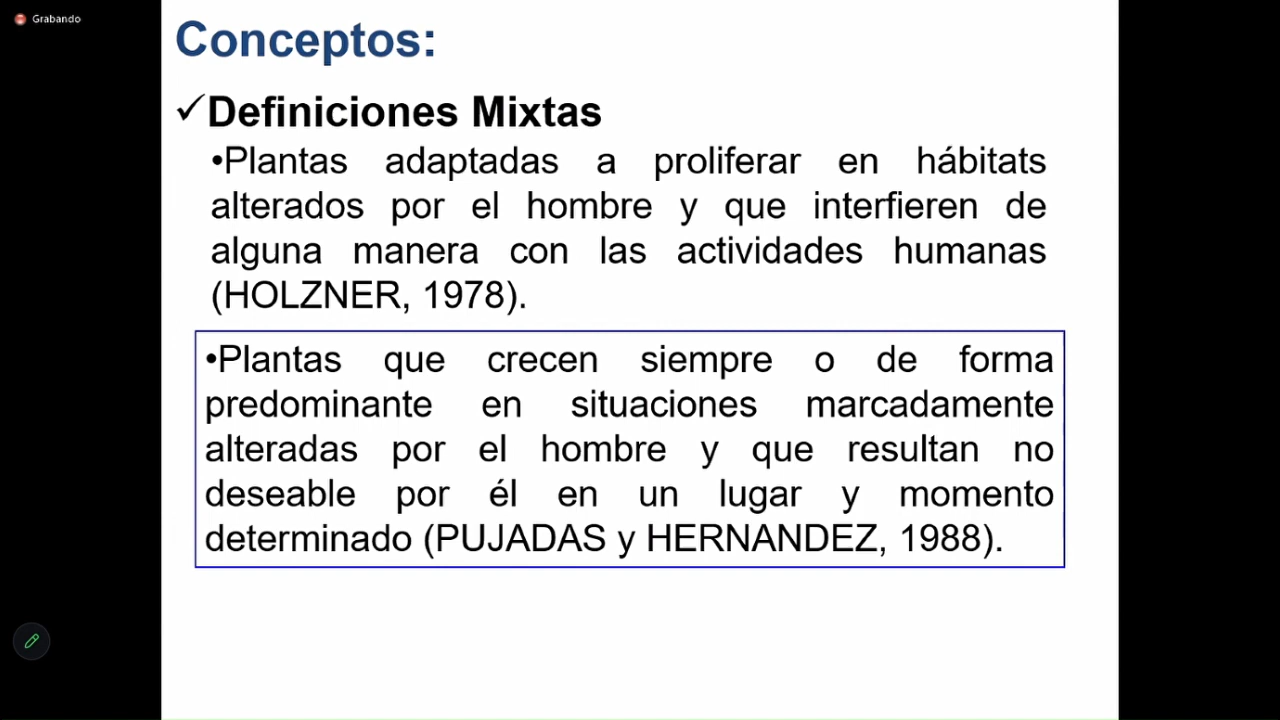 Grabando
Conceptos:
✓Definiciones Mixtas
•Plantas adaptadas a proliferar en hábitats
alterados por el hombre y que interfieren de
alguna manera con las actividades humanas
(HOLZNER, 1978).
•Plantas que crecen siempre o de forma
predominante en situaciones marcadamente
alteradas por el hombre y que resultan no
deseable por él en un lugar y momento
determinado (PUJADAS y HERNANDEZ, 1988).